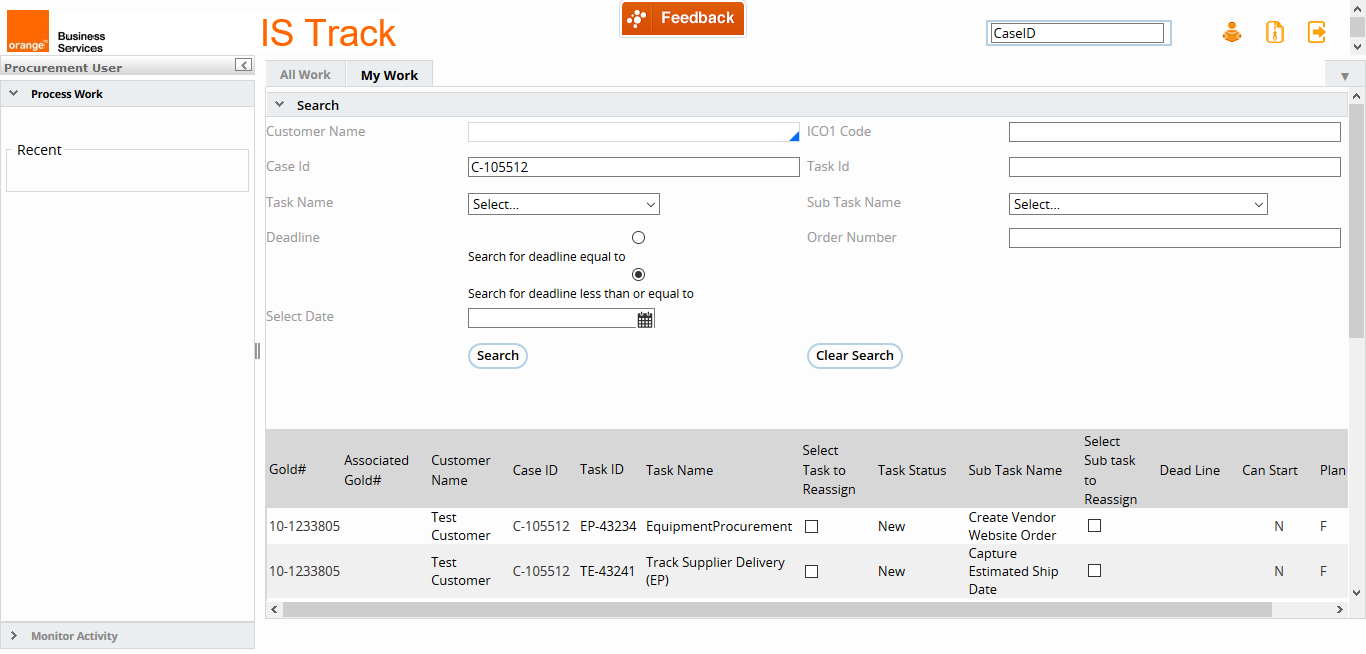 orange™
Business
Services
IS Track
Feedback
CaseID
Procurement User
Process Work
Recent
Monitor Activity
All Work
My Work
Search
Customer Name
ICO1 Code
Case Id
C-105512
Task Id
Task Name
Select...
Sub Task Name
Select...
Deadline
Order Number
Search for deadline equal to
Search for deadline less than or equal to
Select Date
Search
Clear Search
Gold#
Associated
Gold#
Customer
Name
Case ID
Task ID
Task Name
Select
Task to
Reassign
Task Status
Sub Task Name
Select
Sub task
to
Reassign
Dead Line
Can Start
Plan
10-1233805
Test
Customer
C-105512
EP-43234
EquipmentProcurement
New
Create Vendor
Website Order
N
F
10-1233805
Test
Customer
C-105512
TE-43241
Track Supplier Delivery
(EP)
New
Capture
Estimated Ship
Date
N
F